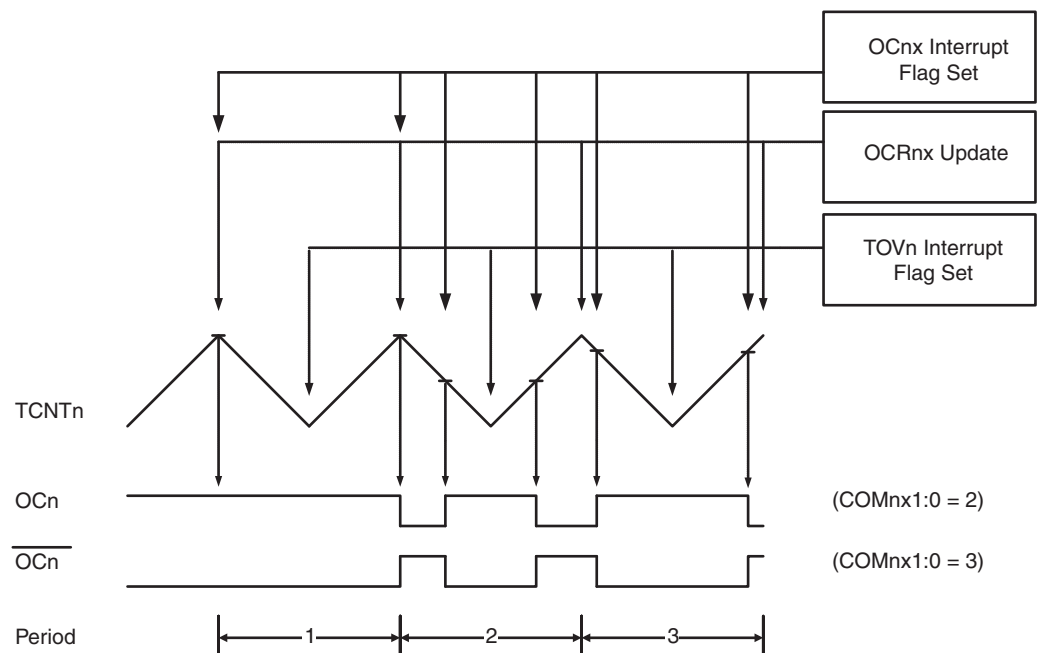 OCnx Interrupt
Flag Set
OCRnx Update
TOVn Interrupt
Flag Set
TCNTn
OCn
(COMnx1:0 = 2)
OCn
(COMnx1:0 = 3)
Period
1
2
3